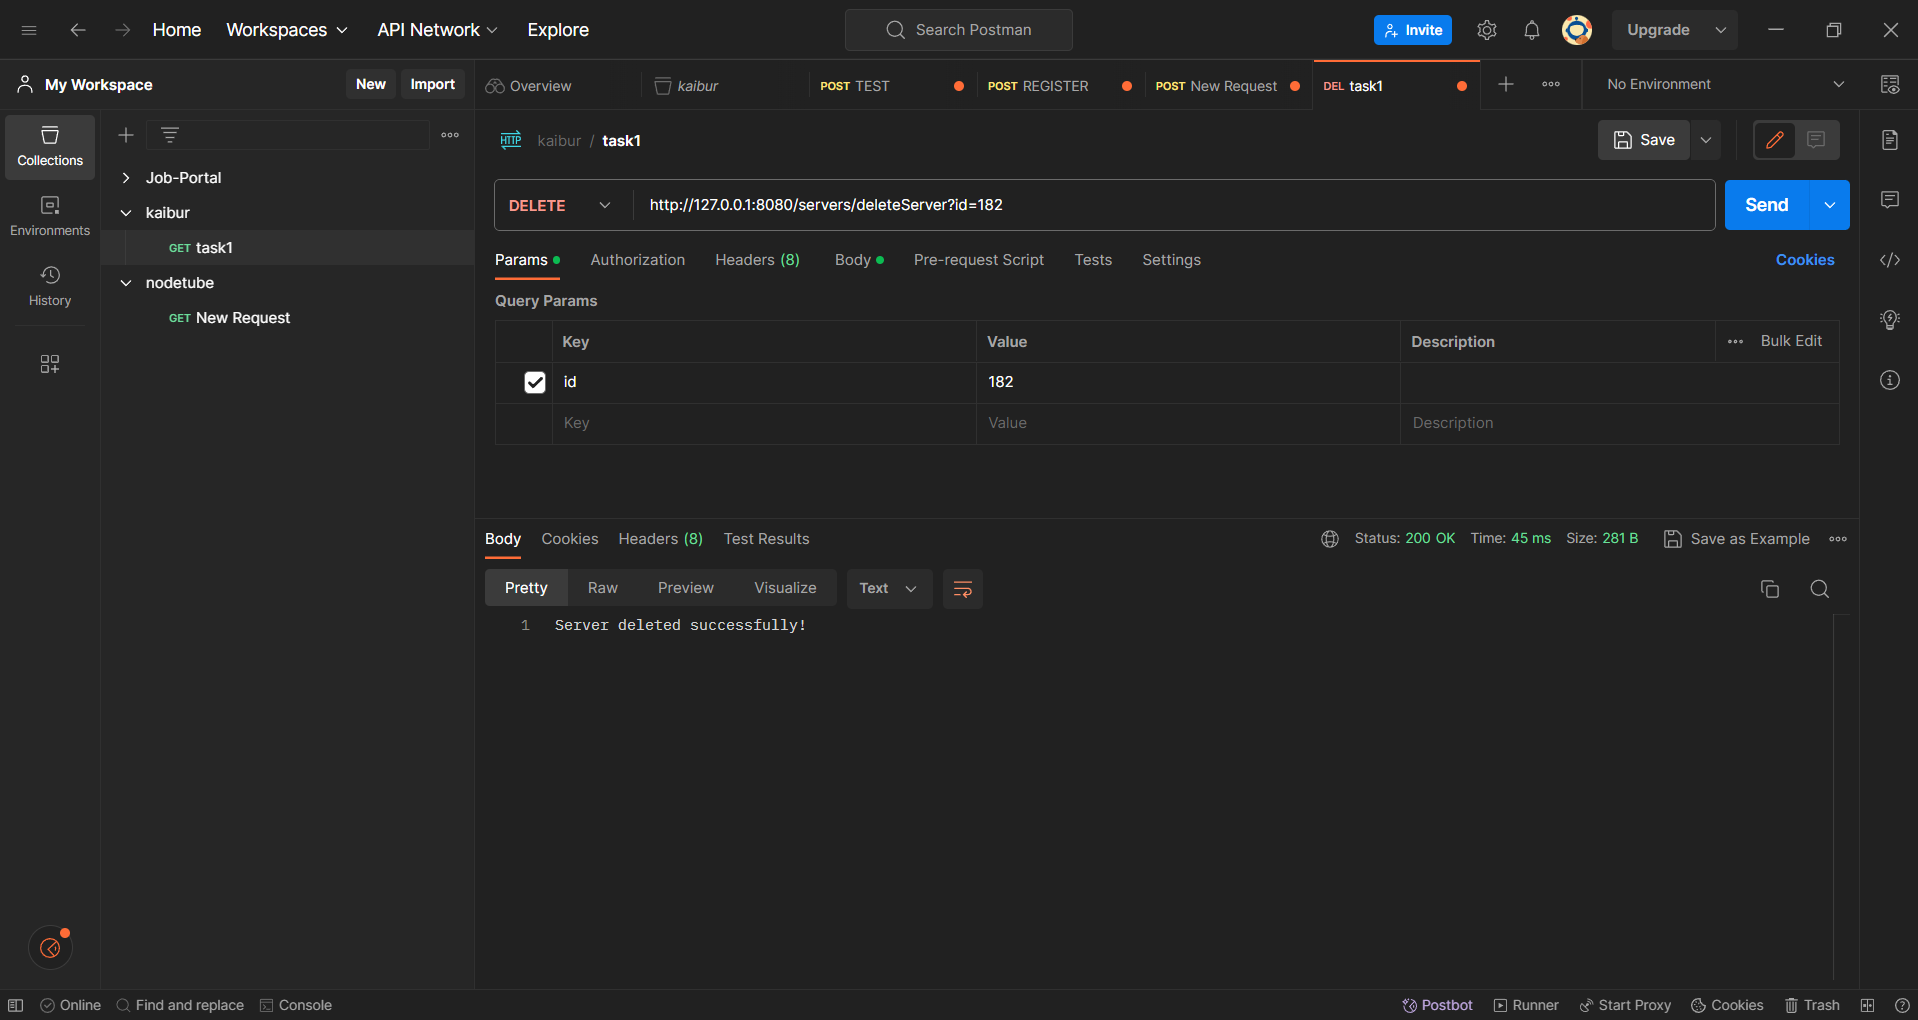 Home Workspaces API Network Explore Search Postman Invite Upgrade
My Workspace New Import Overview kaibur POST TEST POST REGISTER POST New Request DEL task1 No Environment
Collections
Environments
History
Job-Portal
kaibur
GET task1
nodetube
GET New Request
HTTP kaibur / task1 Save
DELETE http://127.0.0.1:8080/servers/deleteServer?id=182 Send
Params Authorization Headers (8) Body Pre-request Script Tests Settings Cookies
Query Params
Key Value Description Bulk Edit
id 182
Key Value Description
Body Cookies Headers (8) Test Results Status: 200 OK Time: 45 ms Size: 281 B Save as Example
Pretty Raw Preview Visualize Text
1 Server deleted successfully!
Online Find and replace Console Postbot Runner Start Proxy Cookies Trash